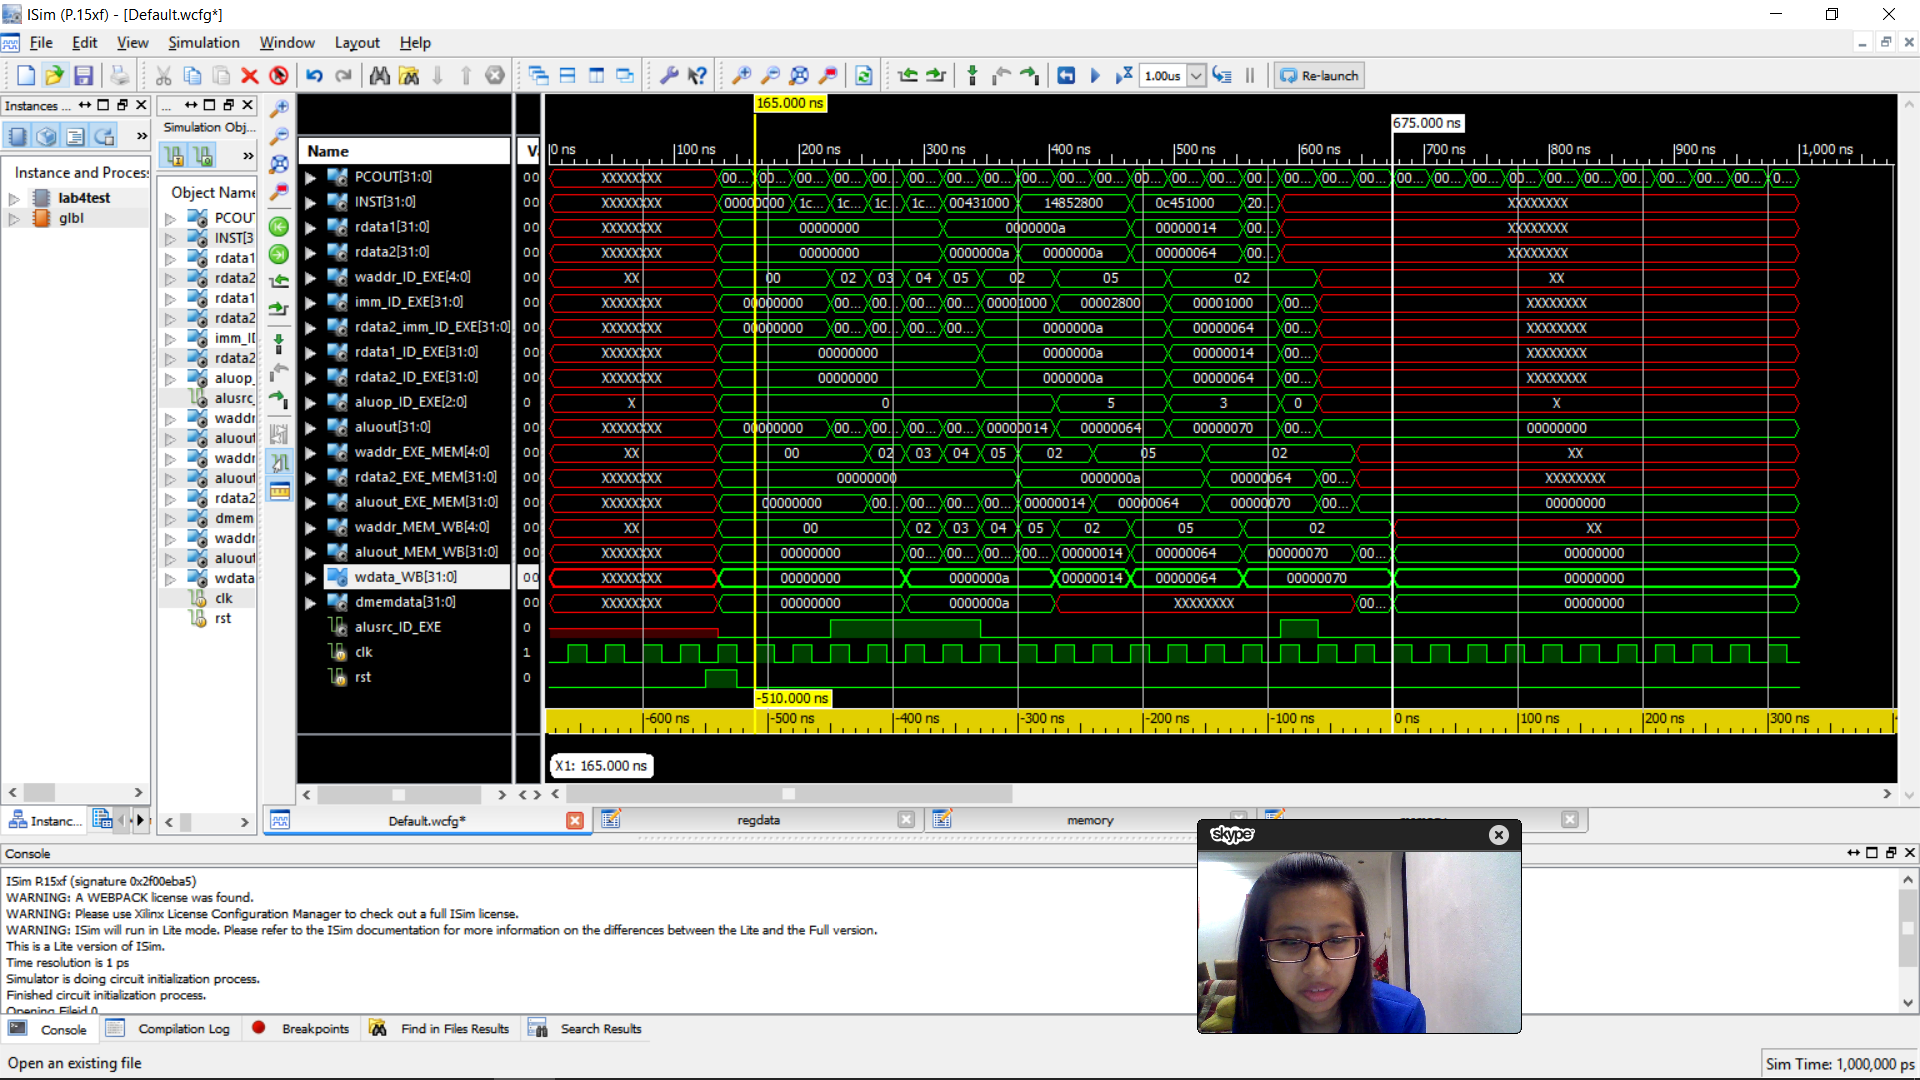 ISim (P.15xf) - [Default.wcfg*]
File Edit View Simulation Window Layout Help
1.00us Re-launch
Instances ...
...
Simulation Obj...
Instance and Process
lab4test
glbl
Object Name
PCOUT
INST[3
rdata1
rdata2
rdata1
rdata2
imm_ID
rdata2
aluop_
alusrc_
waddr
aluout
waddr
aluout
rdata2
dmem
waddr
aluout
wdata
clk
rst
Name V.
165.000 ns
675.000 ns
0 ns 100 ns 200 ns 300 ns 400 ns 500 ns 600 ns 700 ns 800 ns 900 ns 1,000 ns
PCOUT[31:0] 00 XXXXXXXX 00... 00... 00... 00... 00... 00... 00... 00... 00... 00... 00... 00... 00... 00... 00... 00... 00... 00... 00... 00... 00... 00... 00... 00... 00... 00... 00... 00... 0...
INST[31:0] 00 XXXXXXXX 00000000 1c... 1c... 1c... 1c... 00431000 14852800 0c451000 20... XXXXXXXX
rdata1[31:0] 00 XXXXXXXX 00000000 0000000a 00000014 00... XXXXXXXX
rdata2[31:0] 00 XXXXXXXX 00000000 0000000a 0000000a 00000064 00... XXXXXXXX
waddr_ID_EXE[4:0] 00 XX 00 02 03 04 05 02 05 02 XX
imm_ID_EXE[31:0] 00 XXXXXXXX 00000000 00... 00... 00... 00... 00001000 00002800 00001000 00... XXXXXXXX
rdata2_imm_ID_EXE[31:0] 00 XXXXXXXX 00000000 00... 00... 00... 00... 0000000a 00000064 00... XXXXXXXX
rdata1_ID_EXE[31:0] 00 XXXXXXXX 00000000 0000000a 00000014 00... XXXXXXXX
rdata2_ID_EXE[31:0] 00 XXXXXXXX 00000000 0000000a 00000064 00... XXXXXXXX
aluop_ID_EXE[2:0] 0 X 0 5 3 0 X
aluout[31:0] 00 XXXXXXXX 00000000 00... 00... 00... 00... 00000014 00000064 00000070 00... 00000000
waddr_EXE_MEM[4:0] 00 XX 00 02 03 04 05 02 05 02 XX
rdata2_EXE_MEM[31:0] 00 XXXXXXXX 00000000 0000000a 00000064 00... XXXXXXXX
aluout_EXE_MEM[31:0] 00 XXXXXXXX 00000000 00... 00... 00... 00... 00000014 00000064 00000070 00... 00000000
waddr_MEM_WB[4:0] 00 XX 00 02 03 04 05 02 05 02 XX
aluout_MEM_WB[31:0] 00 XXXXXXXX 00000000 00... 00... 00... 00... 00000014 00000064 00000070 00... 00000000
wdata_WB[31:0] 00 XXXXXXXX 00000000 0000000a 00000014 00000064 00000070 00000000
dmemdata[31:0] 00 XXXXXXXX 00000000 0000000a XXXXXXXX 00... 00000000
alusrc_ID_EXE 0
clk 1
rst 0
-510.000 ns
-600 ns -500 ns -400 ns -300 ns -200 ns -100 ns 0 ns 100 ns 200 ns 300 ns
X1: 165.000 ns
Instanc... Default.wcfg* regdata memory
skype
Console
ISim P.15xf (signature 0x2f00eba5)
WARNING: A WEBPACK license was found.
WARNING: Please use Xilinx License Configuration Manager to check out a full ISim license.
WARNING: ISim will run in Lite mode. Please refer to the ISim documentation for more information on the differences between the Lite and the Full version.
This is a Lite version of ISim.
Time resolution is 1 ps
Simulator is doing circuit initialization process.
Finished circuit initialization process.
Opening Fileid 0
Console Compilation Log Breakpoints Find in Files Results Search Results
Open an existing file
Sim Time: 1,000,000 ps